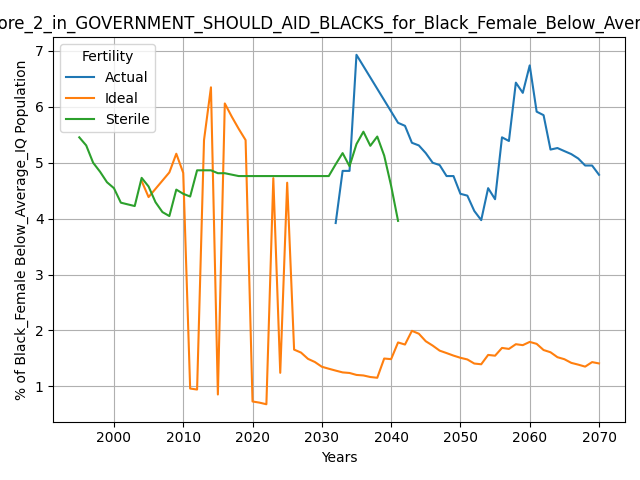 ore_2_in_GOVERNMENT_SHOULD_AID_BLACKS_for_Black_Female_Below_Aver
Fertility
Actual
Ideal
Sterile
% of Black_Female Below_Average_IQ Population
7
6
5
4
3
2
1
2000 2010 2020 2030 2040 2050 2060 2070
Years